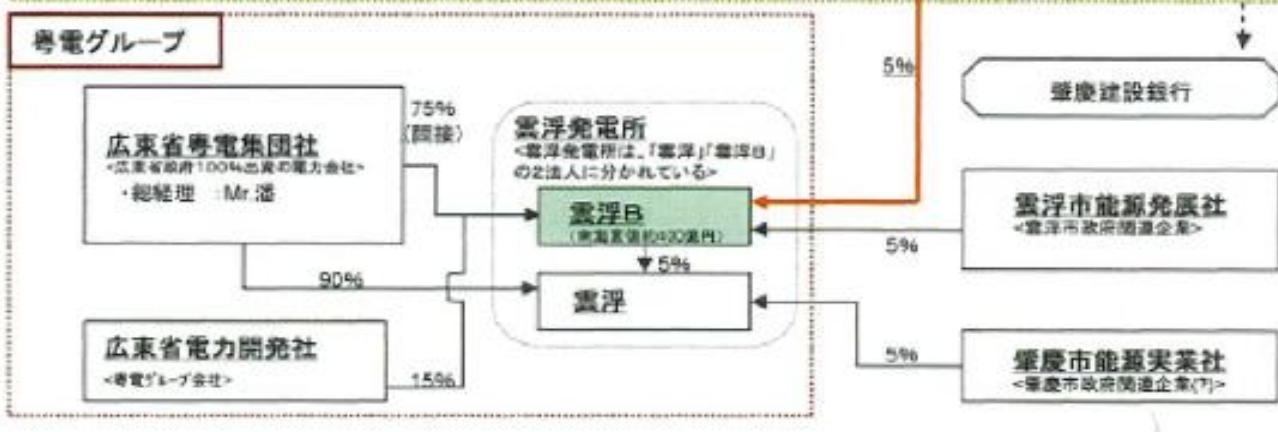 粤電グループ
広東省粤電集団社
<広東省政府100%出資の電力会社>
・総経理 :Mr.潘
75%
(間接)
雲浮発電所
<雲浮発電所は、「雲浮」「雲浮B」
の2法人に分かれている>
雲浮B
5%
雲浮
90%
広東省電力開発社
<粤電グループ会社>
15%
5%
肇慶建設銀行
雲浮市能源発展社
<雲浮市政府関連企業>
5%
肇慶市能源実業社
<肇慶市政府関連企業(?)>
5%